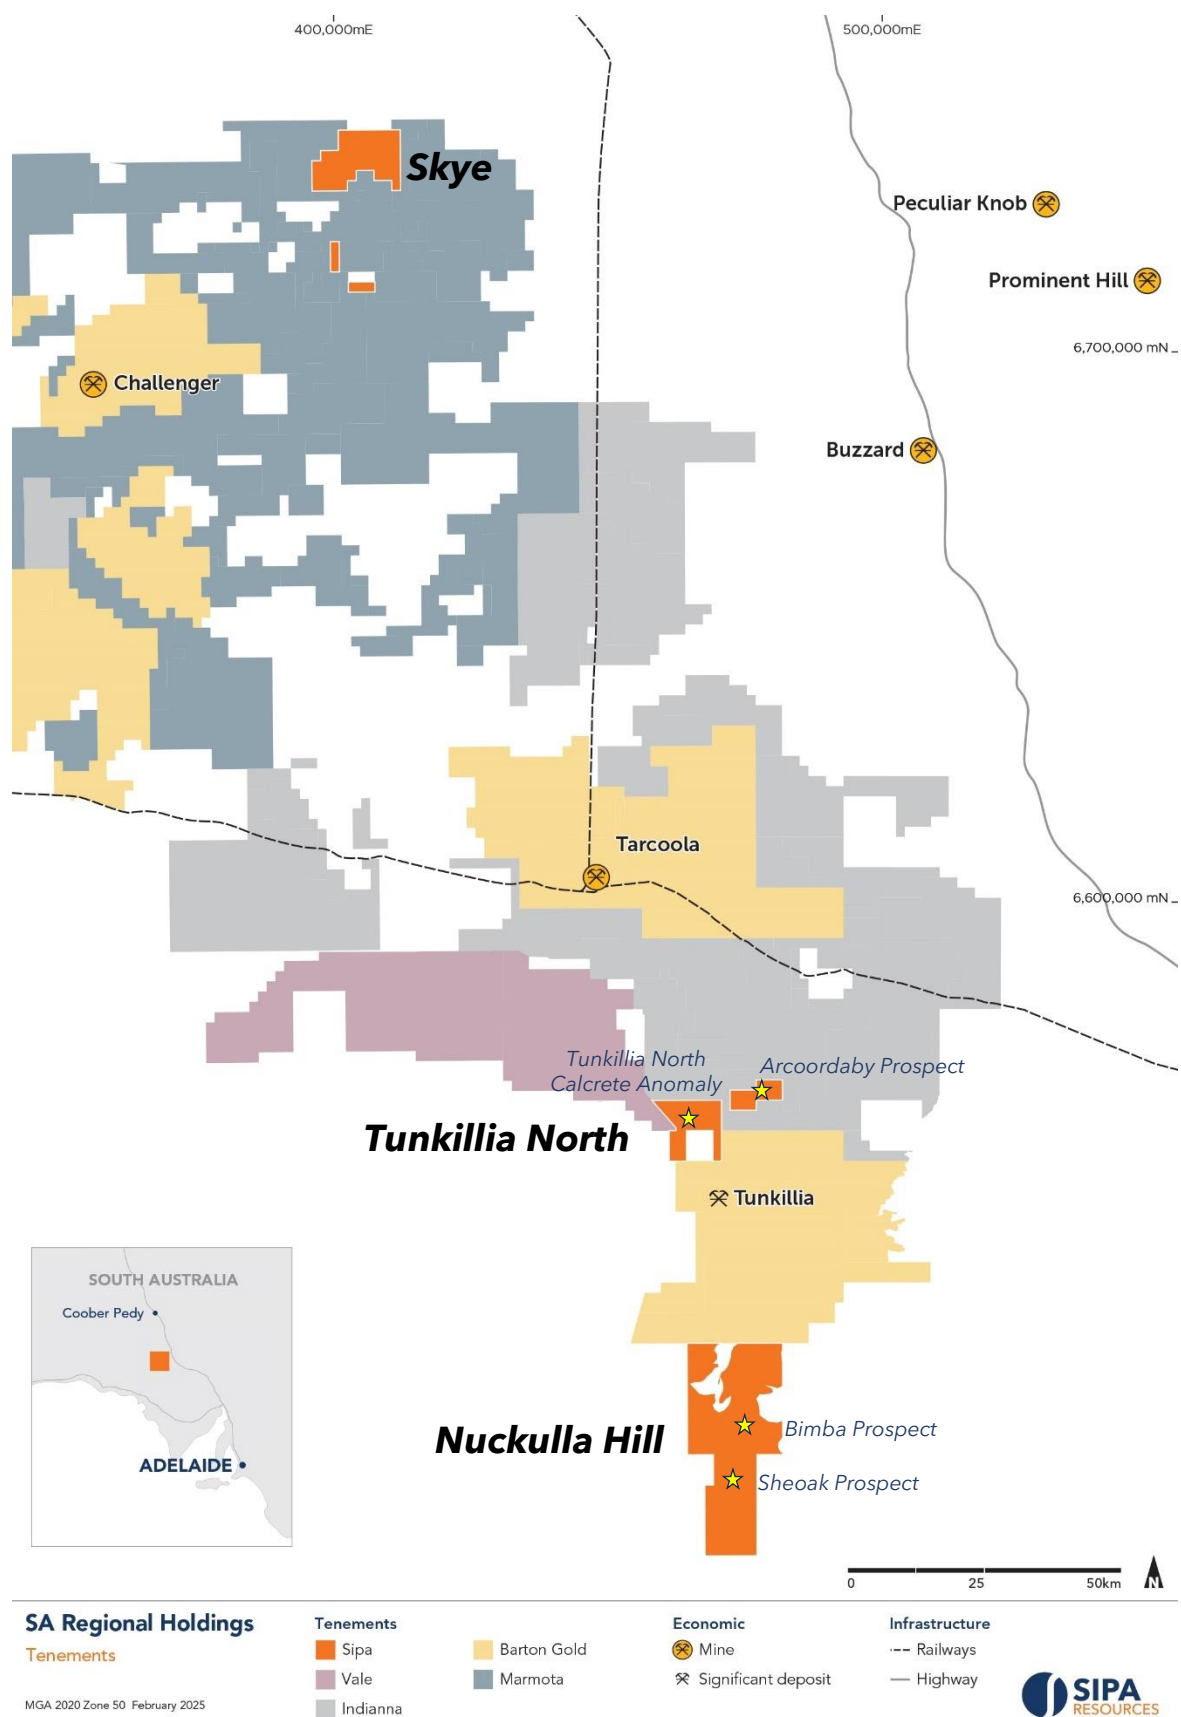 400,000mE
500,000mE
Skye
Peculiar Knob
Prominent Hill
6,700,000 mN
Challenger
Buzzard
Tarcoola
6,600,000 mN
Tunkillia North
Calcrete Anomaly
Arcoordaby Prospect
Tunkillia North
Tunkillia
SOUTH AUSTRALIA
Coober Pedy
ADELAIDE
Nuckulla Hill
Bimba Prospect
Sheoak Prospect
0 25 50km
N
SA Regional Holdings
Tenements
MGA 2020 Zone 50 February 2025
Tenements
Sipa
Vale
Indianna
Barton Gold
Marmota
Economic
Mine
Significant deposit
Infrastructure
Railways
Highway
SIPA
RESOURCES